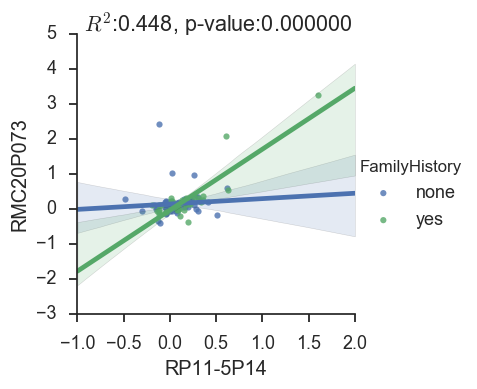 R²:0.448, p-value:0.000000
5
4
3
2
1
0
−1
−2
−3
RMC20P073
−1.0 −0.5 0.0 0.5 1.0 1.5 2.0
RP11-5P14
FamilyHistory
none
yes